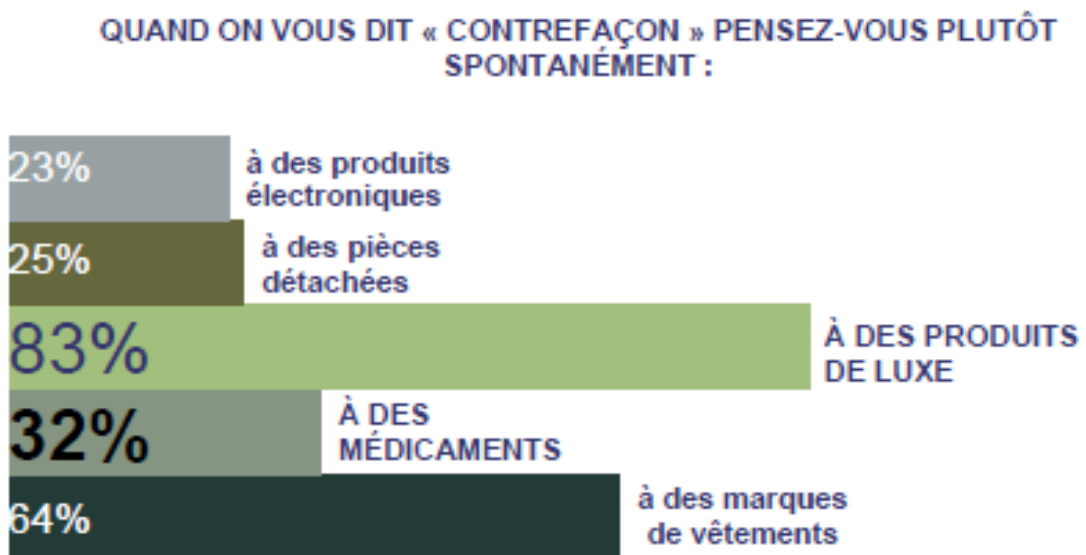 QUAND ON VOUS DIT « CONTREFAÇON » PENSEZ-VOUS PLUTÔT
SPONTANÉMENT :
23%
à des produits
électroniques
25%
à des pièces
détachées
83%
À DES PRODUITS
DE LUXE
32%
À DES
MÉDICAMENTS
64%
à des marques
de vêtements